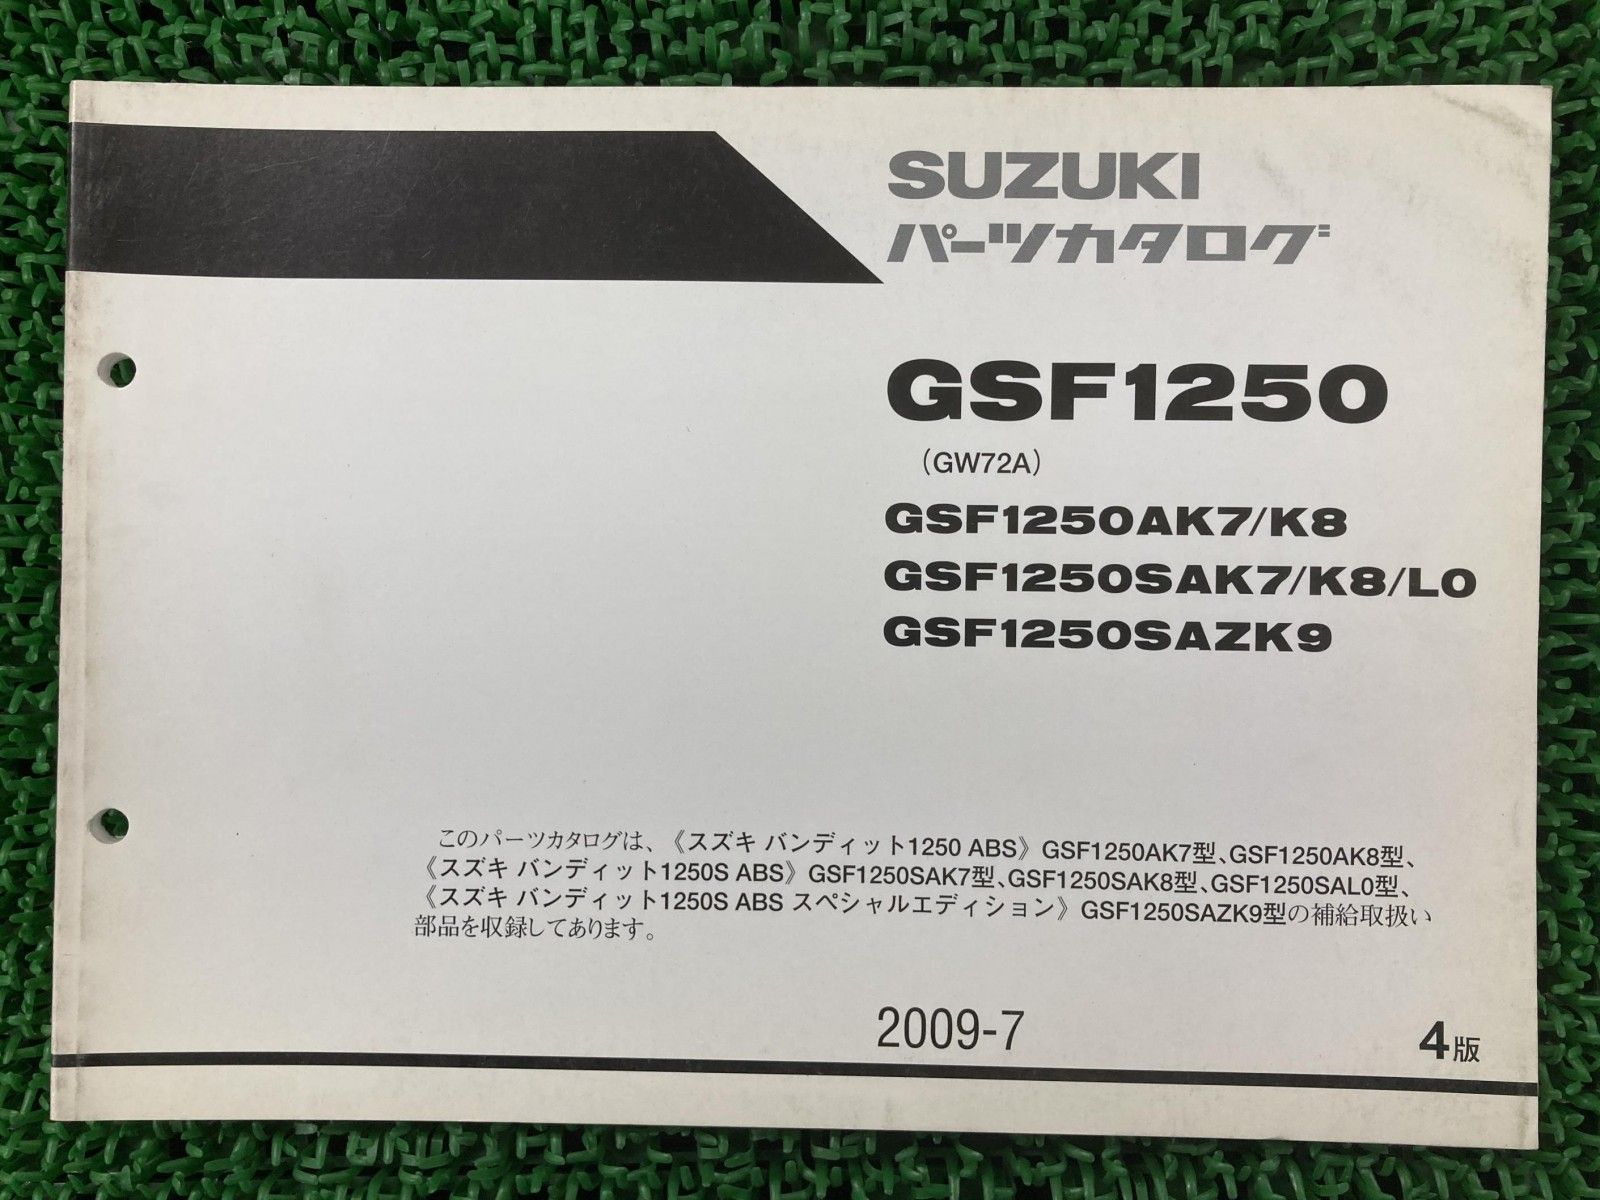 SUZUKI
パーツカタログ
GSF1250
(GW72A)
GSF1250AK7/K8
GSF1250SAK7/K8/L0
GSF1250SAZK9
このパーツカタログは、《スズキ バンディット1250 ABS》GSF1250AK7型、GSF1250AK8型、
《スズキ バンディット1250S ABS》GSF1250SAK7型、GSF1250SAK8型、GSF1250SAL0型、
《スズキ バンディット1250S ABS スペシャルエディション》GSF1250SAZK9型の補給取扱い
部品を収録してあります。
2009-7
4版